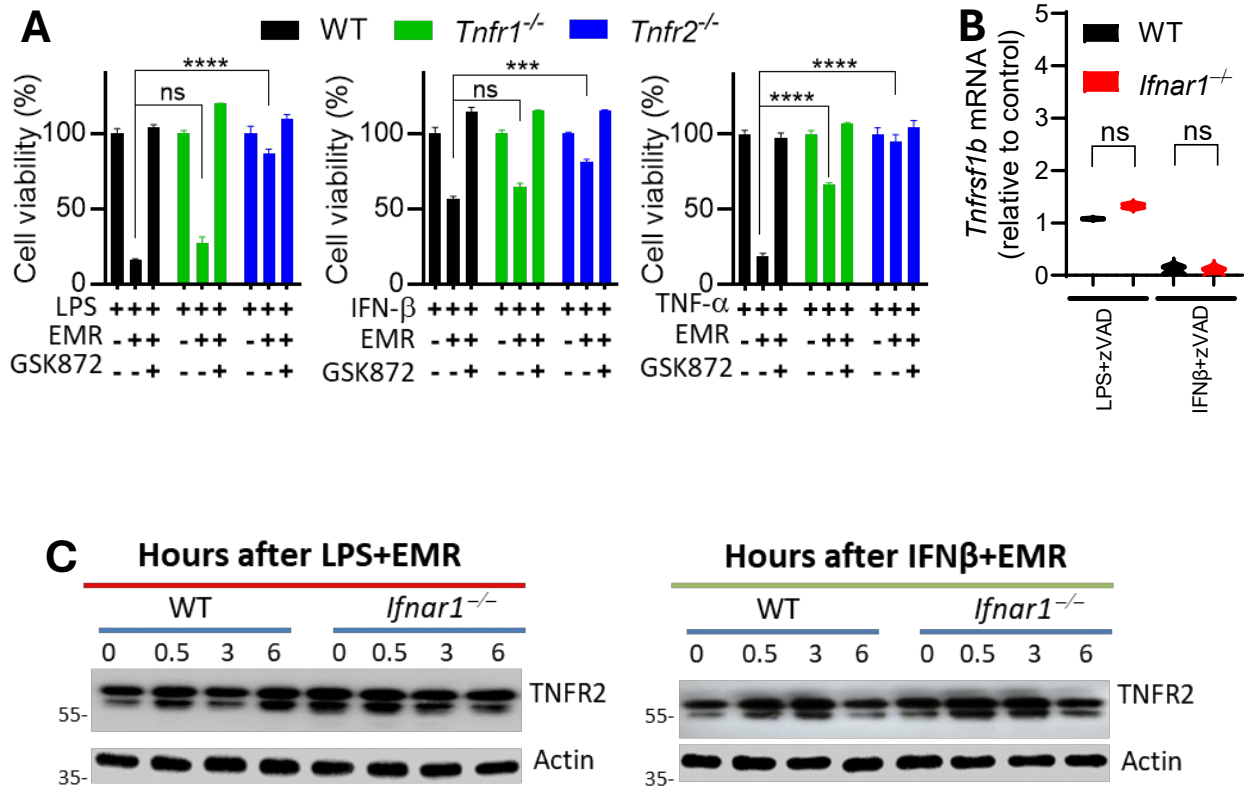 A
WT Tnfr1-/- Tnfr2-/-
Cell viability (%)
100
50
0
**** 
ns
LPS +++ +++ +++
EMR -++ -++ -++
GSK872 --+ --+ --+
Cell viability (%)
100
50
0
***
ns
IFN-β +++ +++ +++
EMR -++ -++ -++
GSK872 --+ --+ --+
Cell viability (%)
100
50
0
****
****
TNF-α +++ +++ +++
EMR -++ -++ -++
GSK872 --+ --+ --+
B
Tnfrsf1b mRNA
(relative to control)
5
4
3
2
1
0
WT
Ifnar1–/–
ns
ns
LPS+zVAD
IFNβ+zVAD
C
Hours after LPS+EMR
WT Ifnar1–/–
0 0.5 3 6 0 0.5 3 6
TNFR2
55-
Actin
35-
Hours after IFNβ+EMR
WT Ifnar1–/–
0 0.5 3 6 0 0.5 3 6
TNFR2
55-
Actin
35-